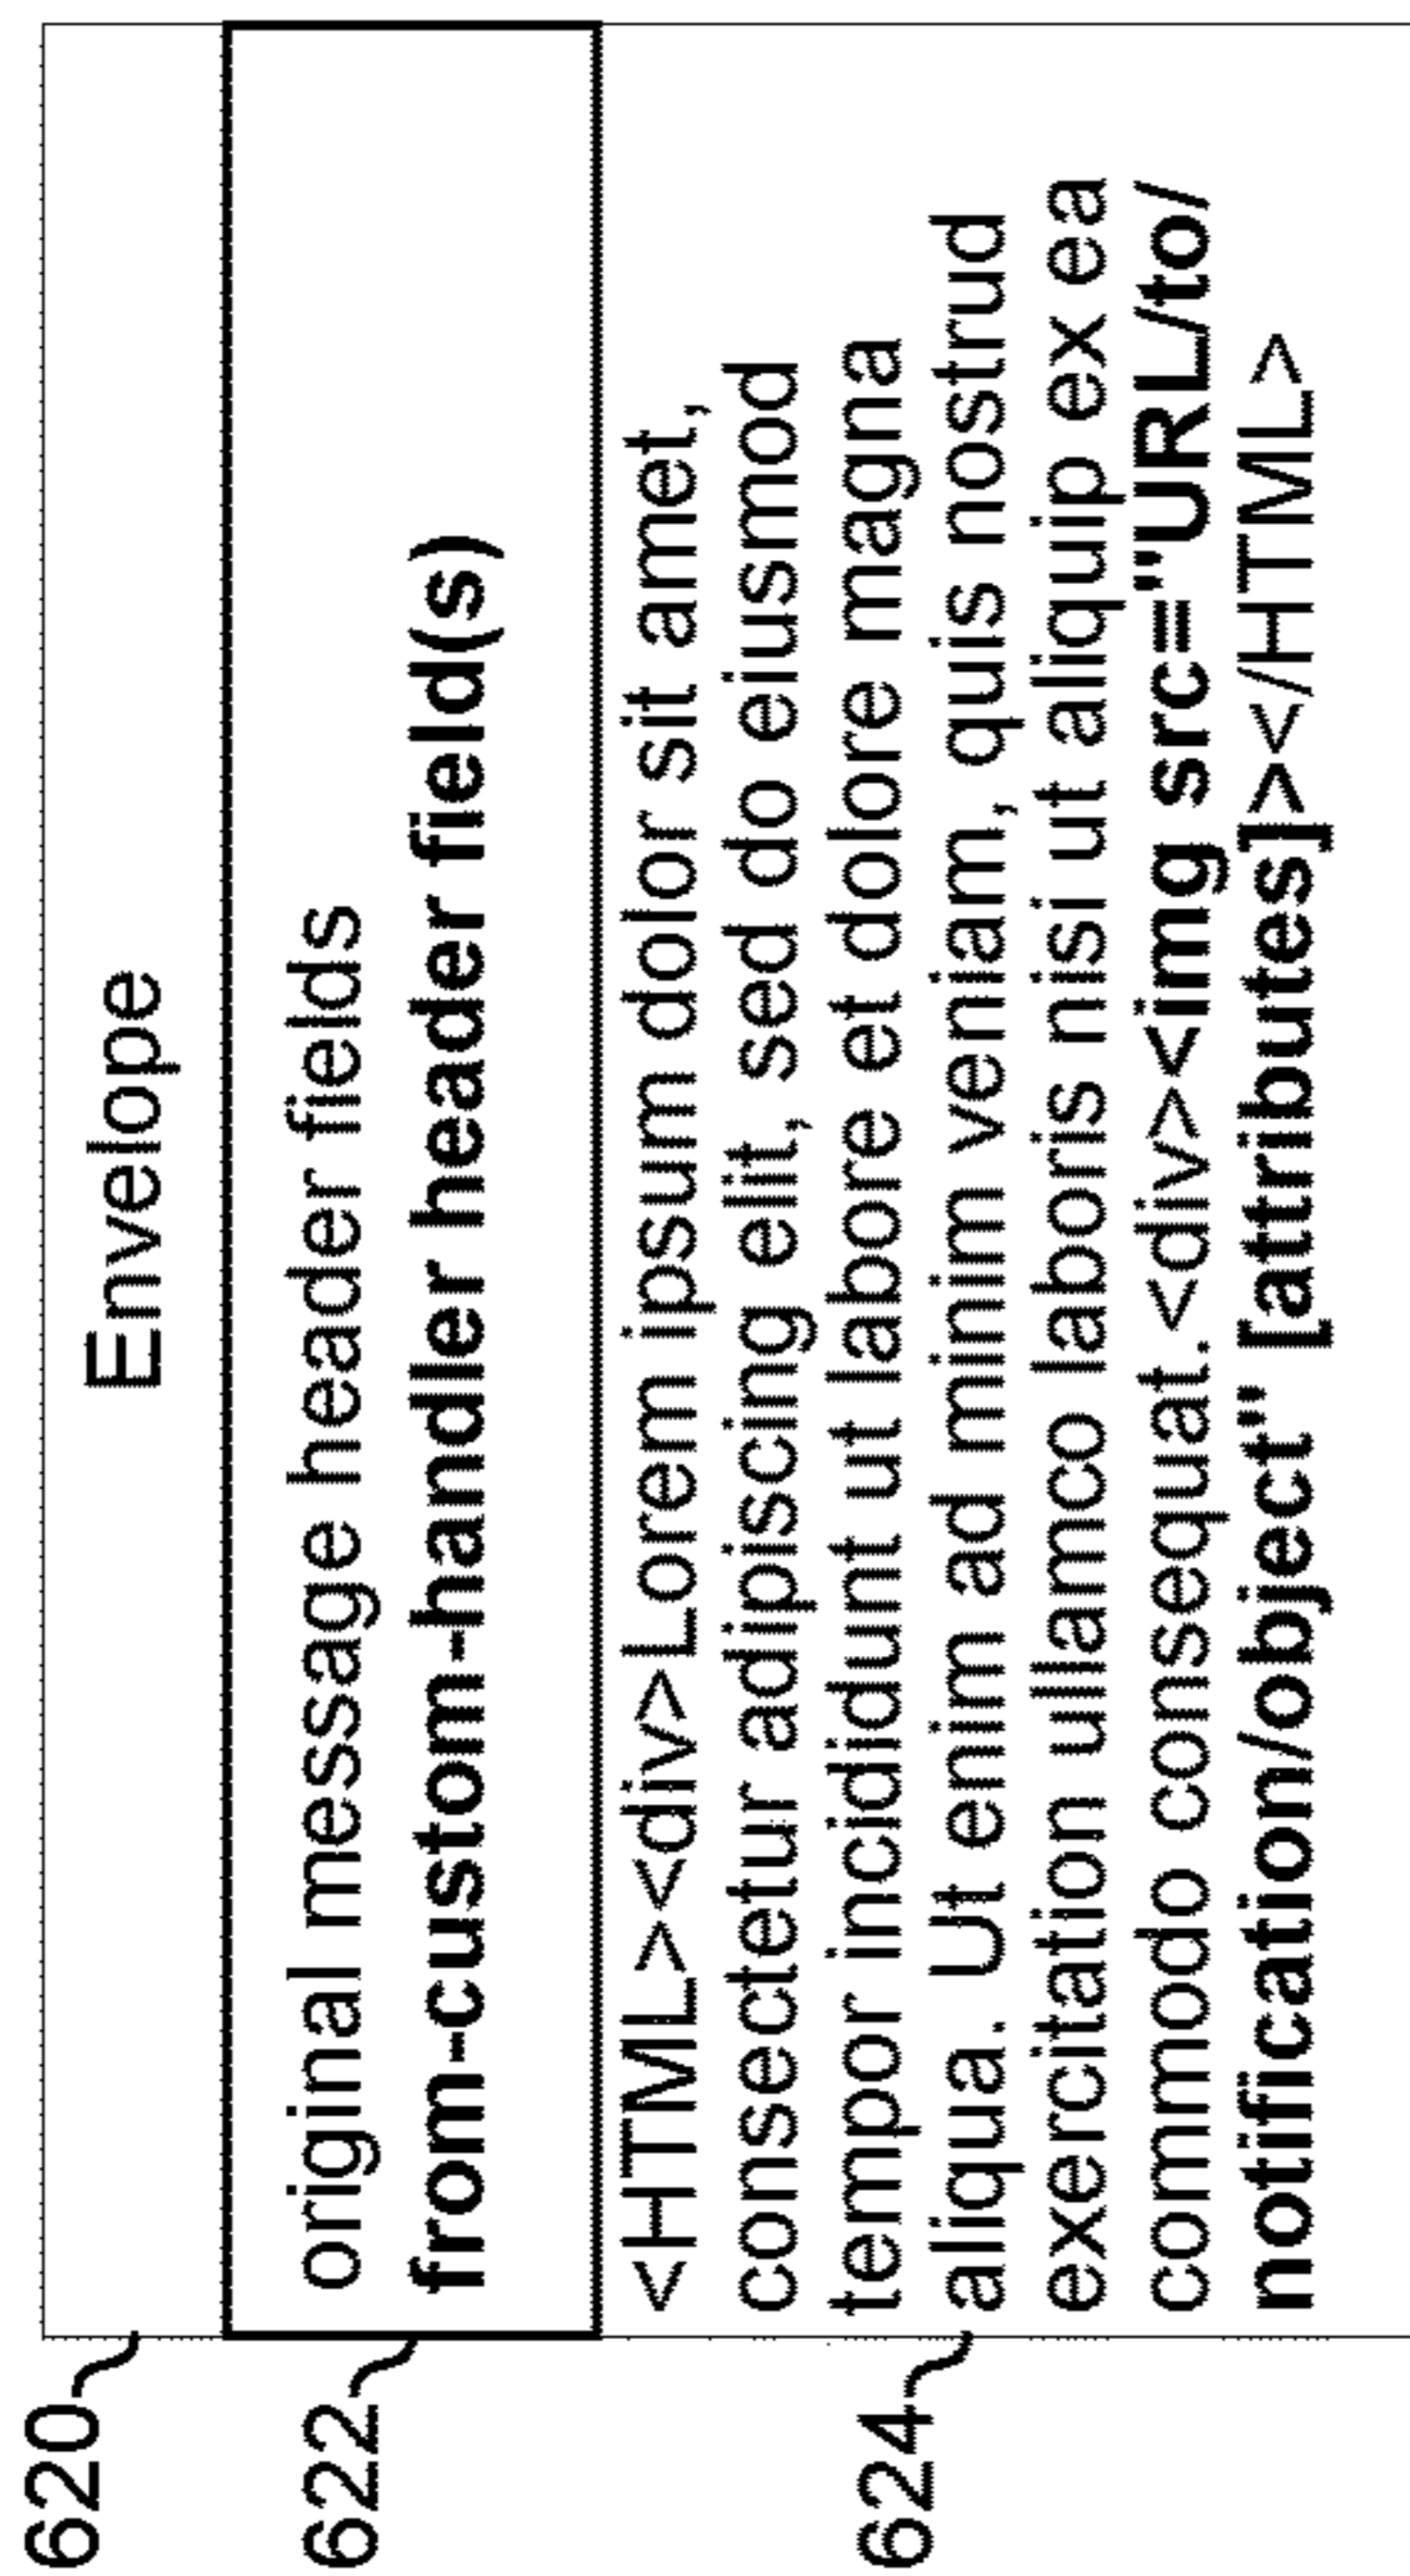 620
Envelope
622
original message header fields
from-custom-handler header field(s)
624
<HTML><div>Lorem ipsum dolor sit amet,
consectetur adipiscing elit, sed do eiusmod
tempor incididunt ut labore et dolore magna
aliqua. Ut enim ad minim veniam, quis nostrud
exercitation ullamco laboris nisi ut aliquip ex ea
commodo consequat.<div><img src="URL/to/
notification/object" [attributes]></HTML>